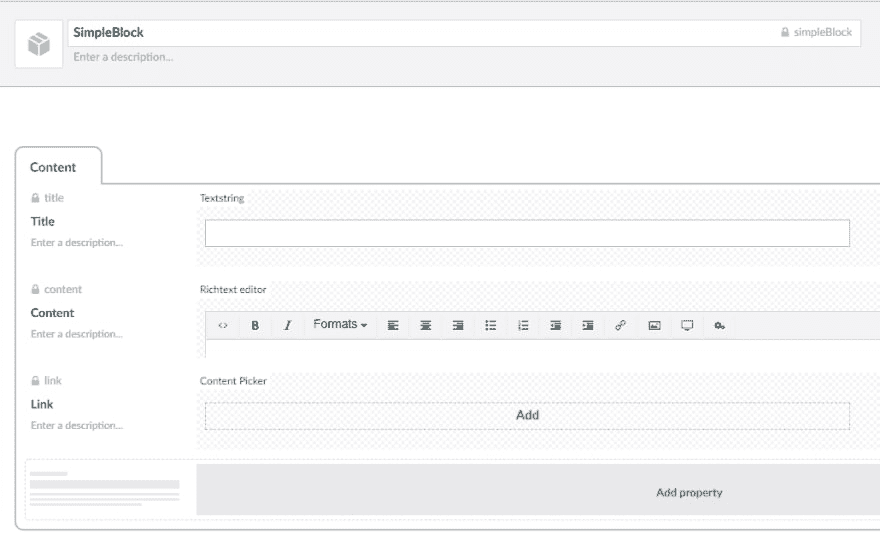 SimpleBlock
simpleBlock
Enter a description...
Content
title
Textstring
Title
Enter a description...
content
Richtext editor
Content
Enter a description...
<> B I Formats
link
Content Picker
Link
Add
Enter a description...
Add property